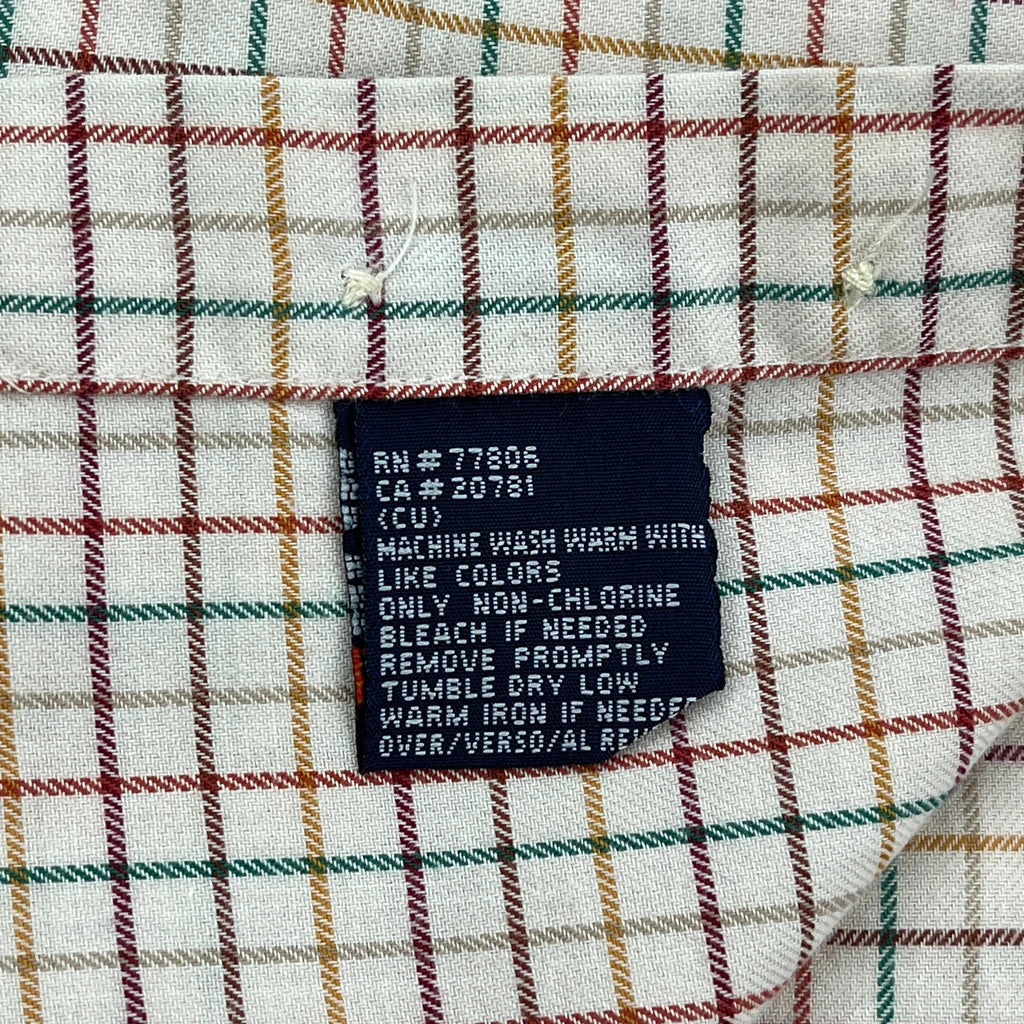 RN # 77806
CA # 20781
(CU)
MACHINE WASH WARM WITH
LIKE COLORS
ONLY NON-CHLORINE
BLEACH IF NEEDED
REMOVE PROMPTLY
TUMBLE DRY LOW
WARM IRON IF NEEDED
OVER/VERSO/AL